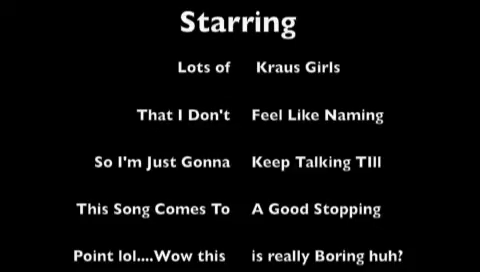 Starring
Lots of Kraus Girls
That I Don't Feel Like Naming
So I'm Just Gonna Keep Talking TIll
This Song Comes To A Good Stopping
Point lol....Wow this is really Boring huh?